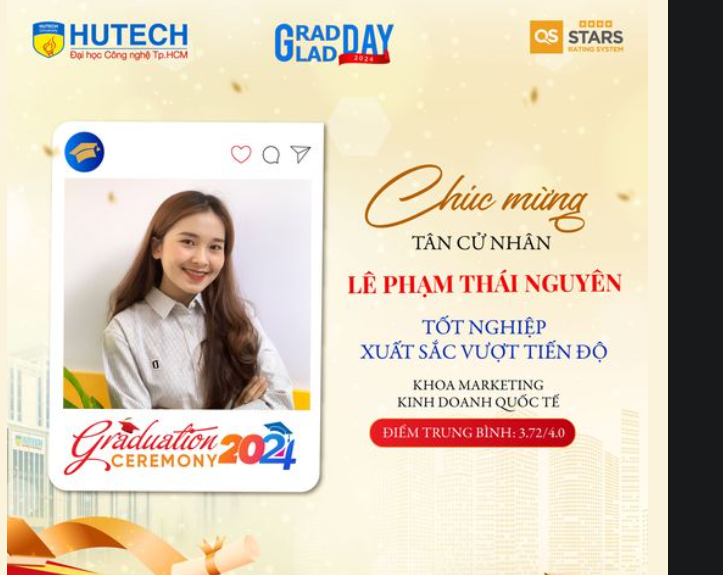 HUTECH
Đại học Công nghệ Tp.HCM
GRAD
GLAD DAY
2024
QS STARS
RATING SYSTEM
Chúc mừng
TÂN CỬ NHÂN
LÊ PHẠM THÁI NGUYÊN
TỐT NGHIỆP
XUẤT SẮC VƯỢT TIẾN ĐỘ
KHOA MARKETING
KINH DOANH QUỐC TẾ
ĐIỂM TRUNG BÌNH: 3.72/4.0
Graduation
CEREMONY 2024